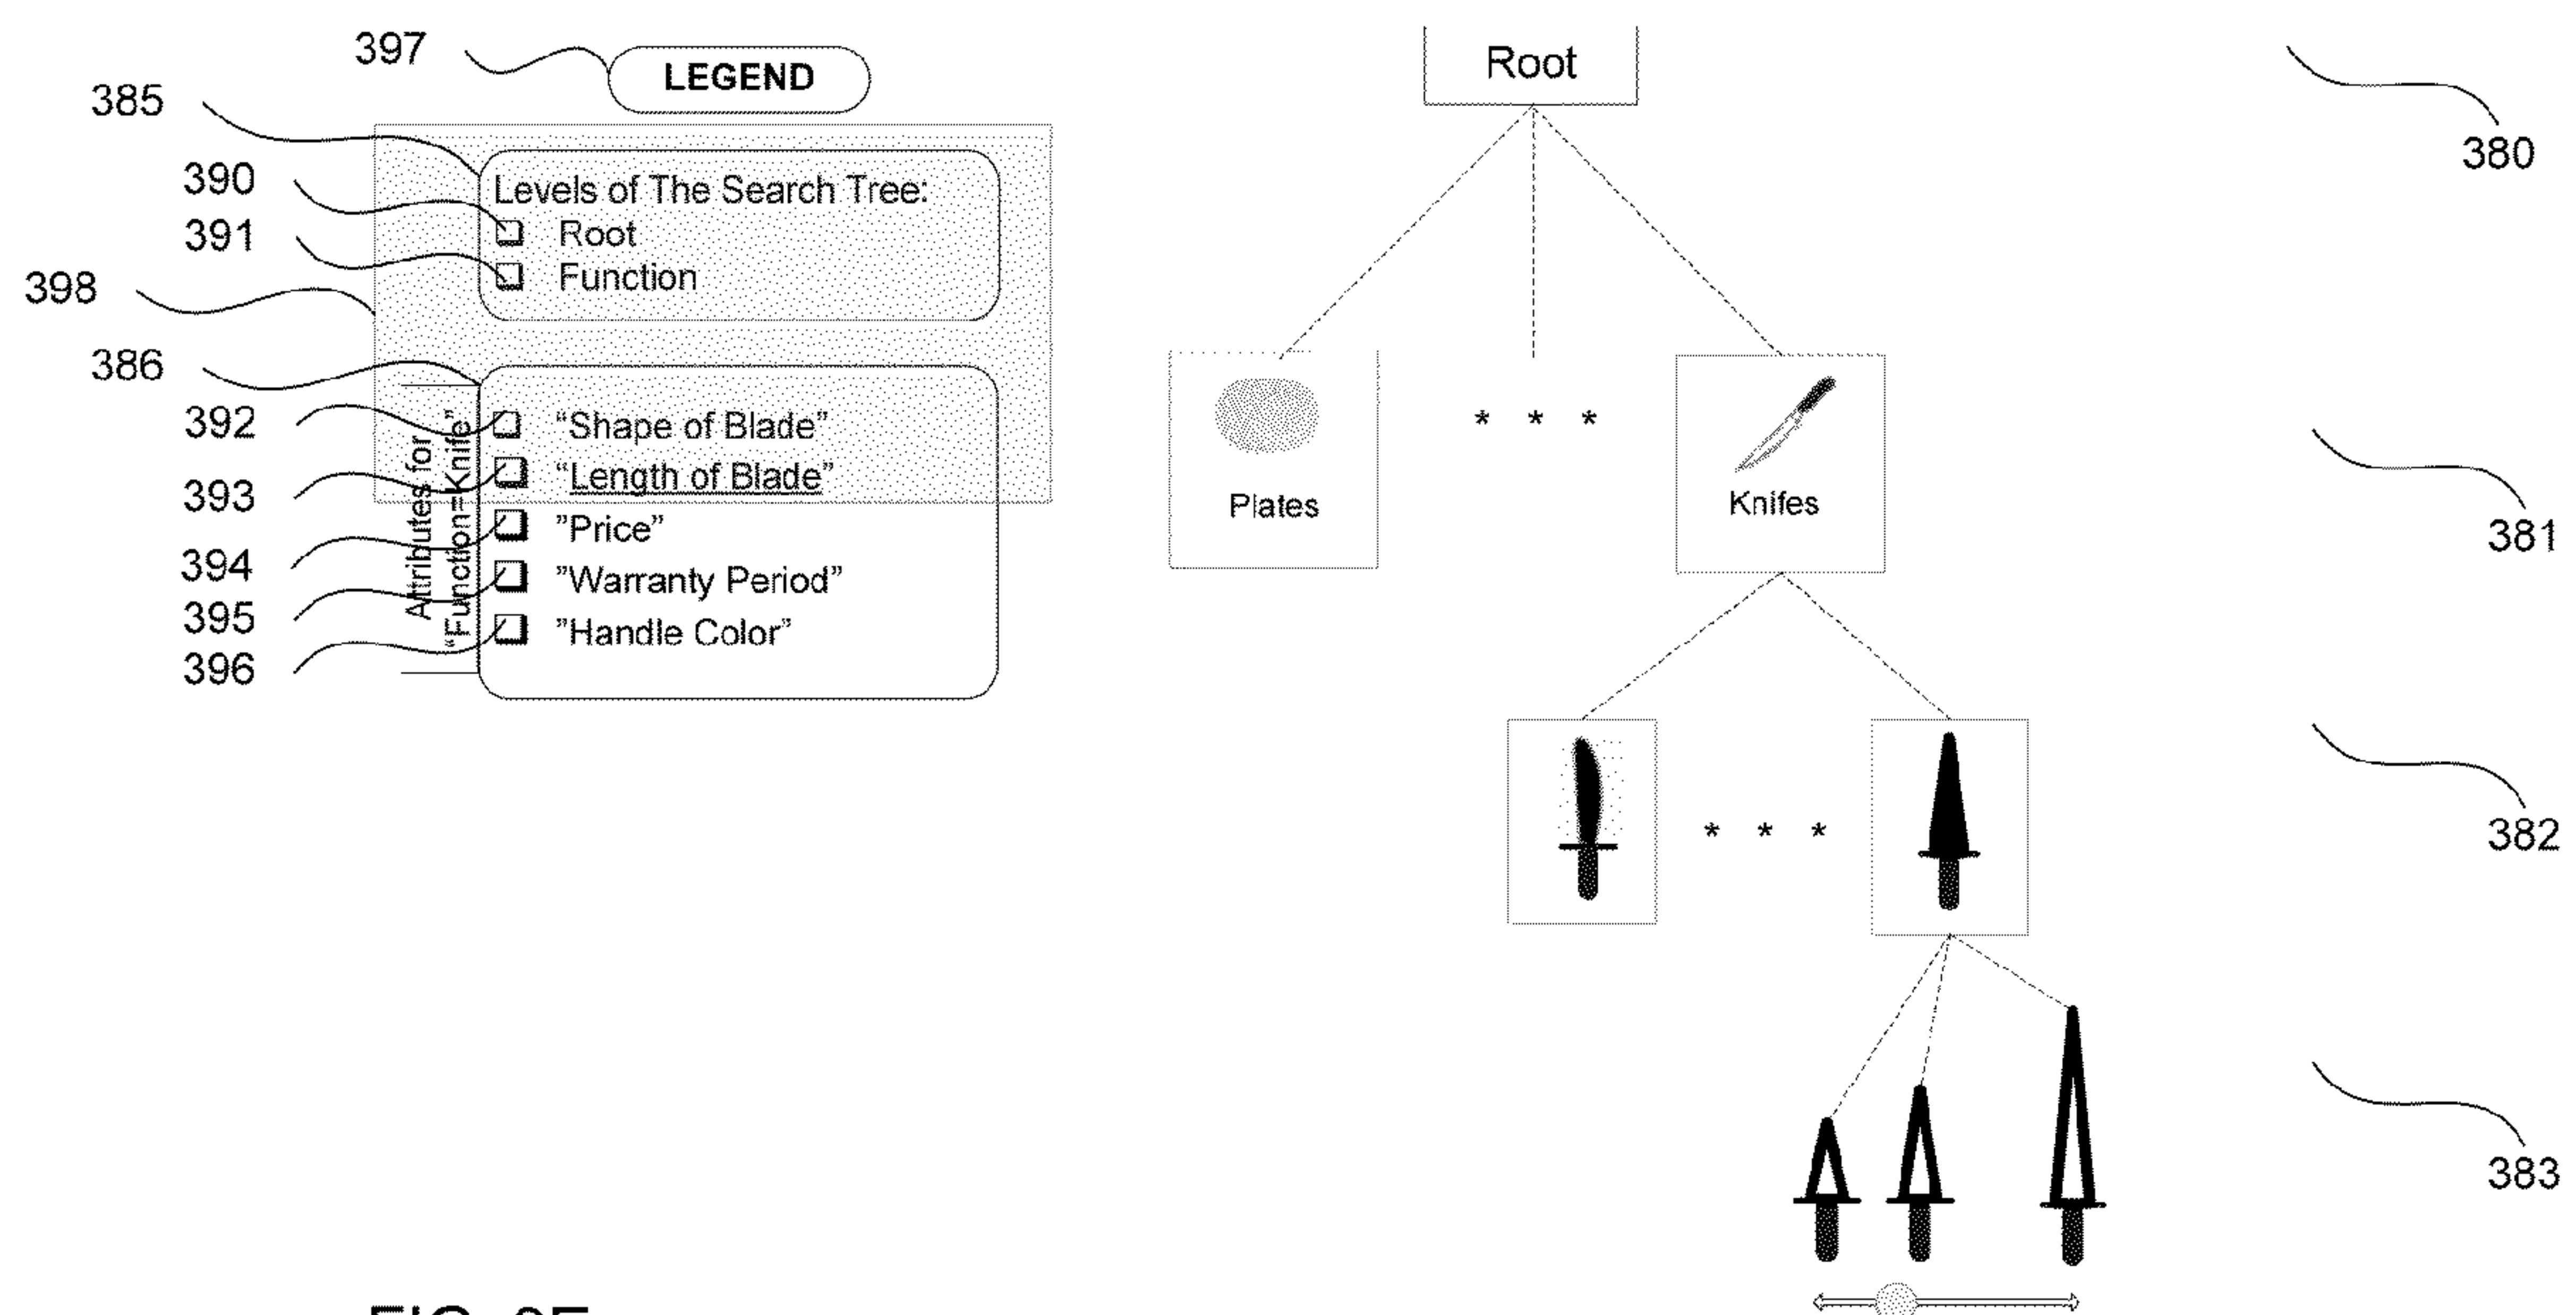 397
LEGEND
385
390
Levels of The Search Tree:
391
Root
Function
398
386
Attributes for
“Function=Knife”
392
“Shape of Blade”
393
“Length of Blade”
394
”Price”
395
”Warranty Period”
396
”Handle Color”
Root
380
Plates
* * *
Knifes
381
* * *
382
383